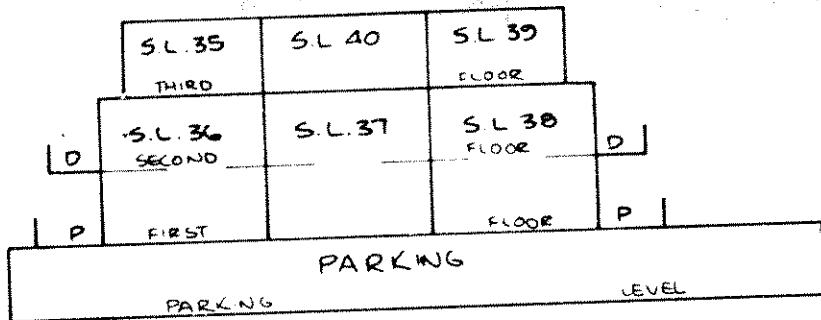 S.L.35 S.L 40 S.L 39
THIRD FLOOR
S.L.36 S.L.37 S.L 38
D SECOND FLOOR D
P FIRST FLOOR P
PARKING
PARKING LEVEL